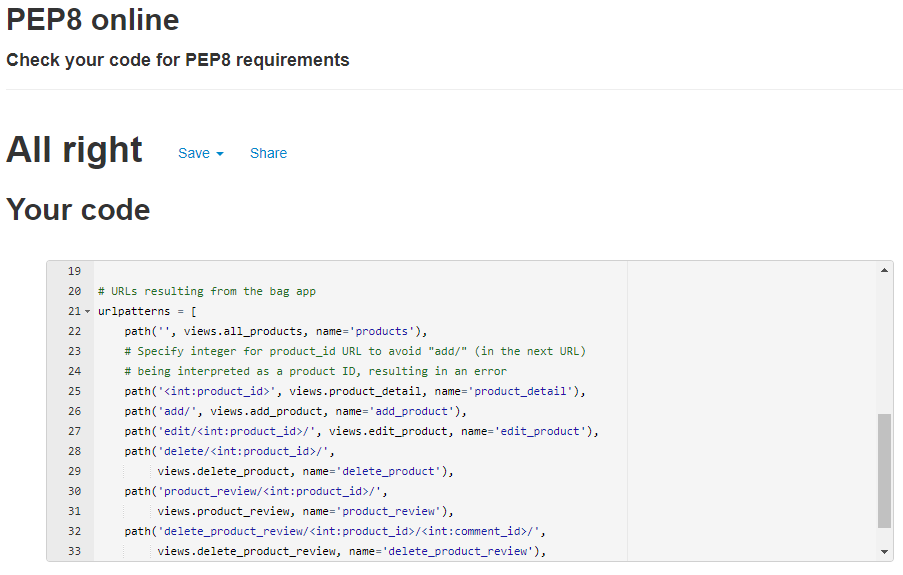 PEP8 online
Check your code for PEP8 requirements
All right Save Share
Your code
19
20 # URLs resulting from the bag app
21 urlpatterns = [
22 path('', views.all_products, name='products'),
23 # Specify integer for product_id URL to avoid "add/" (in the next URL)
24 # being interpreted as a product ID, resulting in an error
25 path('<int:product_id>', views.product_detail, name='product_detail'),
26 path('add/', views.add_product, name='add_product'),
27 path('edit/<int:product_id>/', views.edit_product, name='edit_product'),
28 path('delete/<int:product_id>/',
29 views.delete_product, name='delete_product'),
30 path('product_review/<int:product_id>/',
31 views.product_review, name='product_review'),
32 path('delete_product_review/<int:product_id>/<int:comment_id>/',
33 views.delete_product_review, name='delete_product_review'),